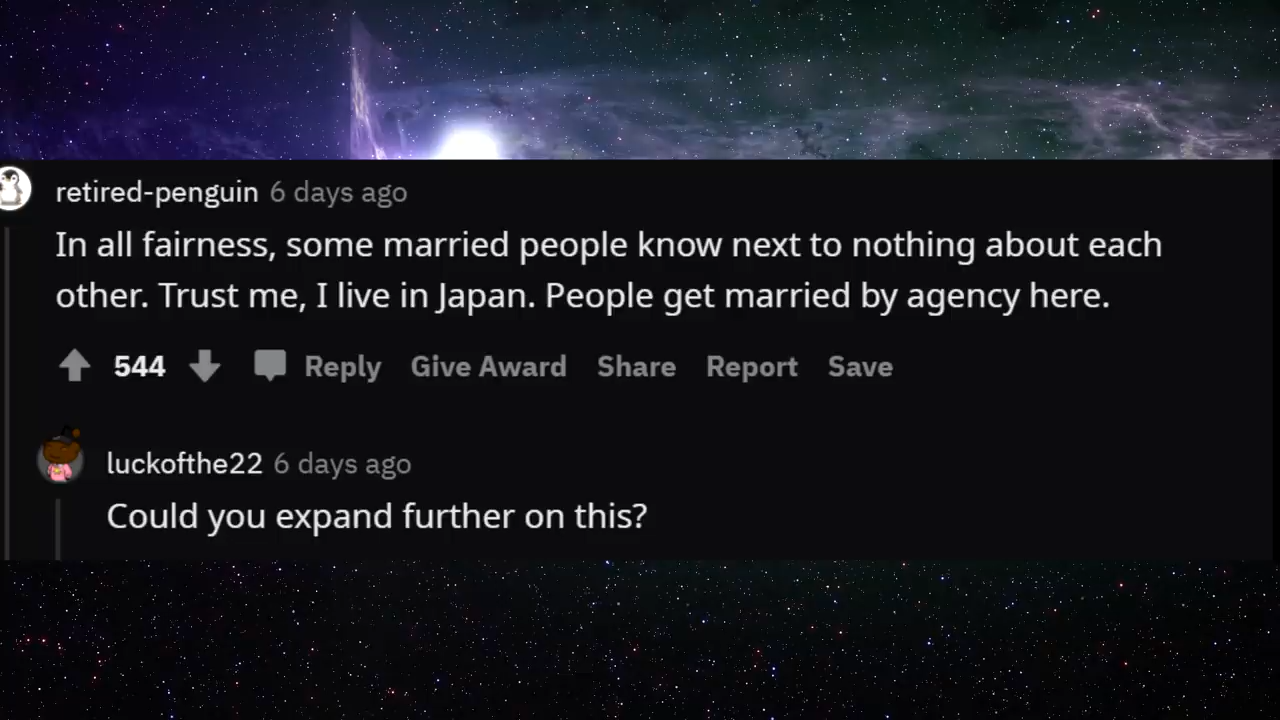 retired-penguin 6 days ago
In all fairness, some married people know next to nothing about each
other. Trust me, I live in Japan. People get married by agency here.
544 Reply Give Award Share Report Save
luckofthe22 6 days ago
Could you expand further on this?